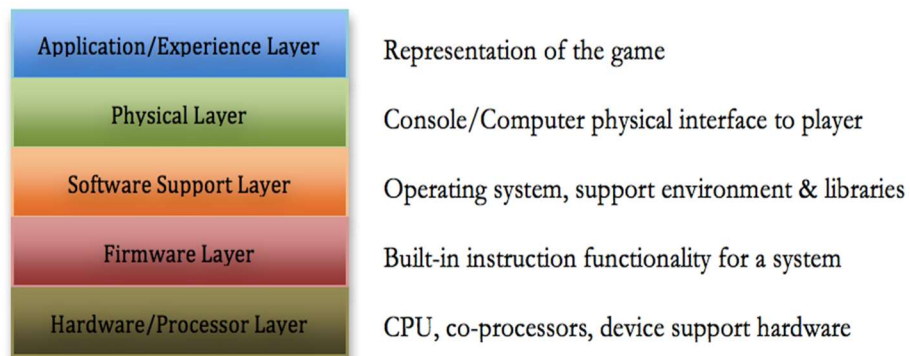 Application/Experience Layer Representation of the game
Physical Layer Console/Computer physical interface to player
Software Support Layer Operating system, support environment & libraries
Firmware Layer Built-in instruction functionality for a system
Hardware/Processor Layer CPU, co-processors, device support hardware